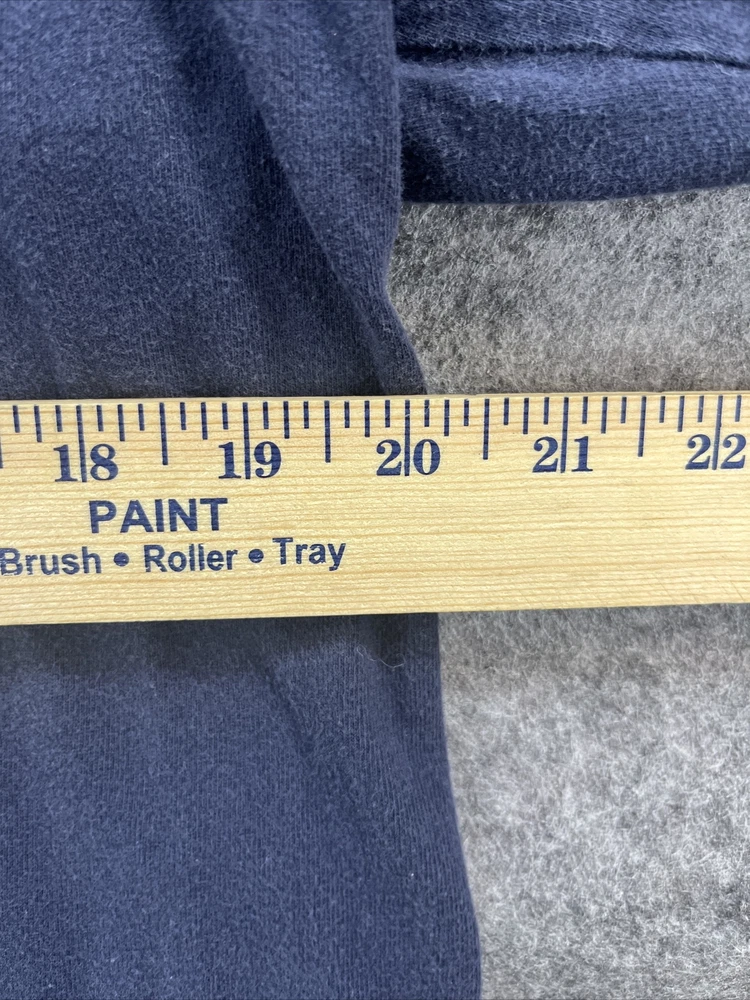 18 19 20 21 22
PAINT
Brush • Roller • Tray